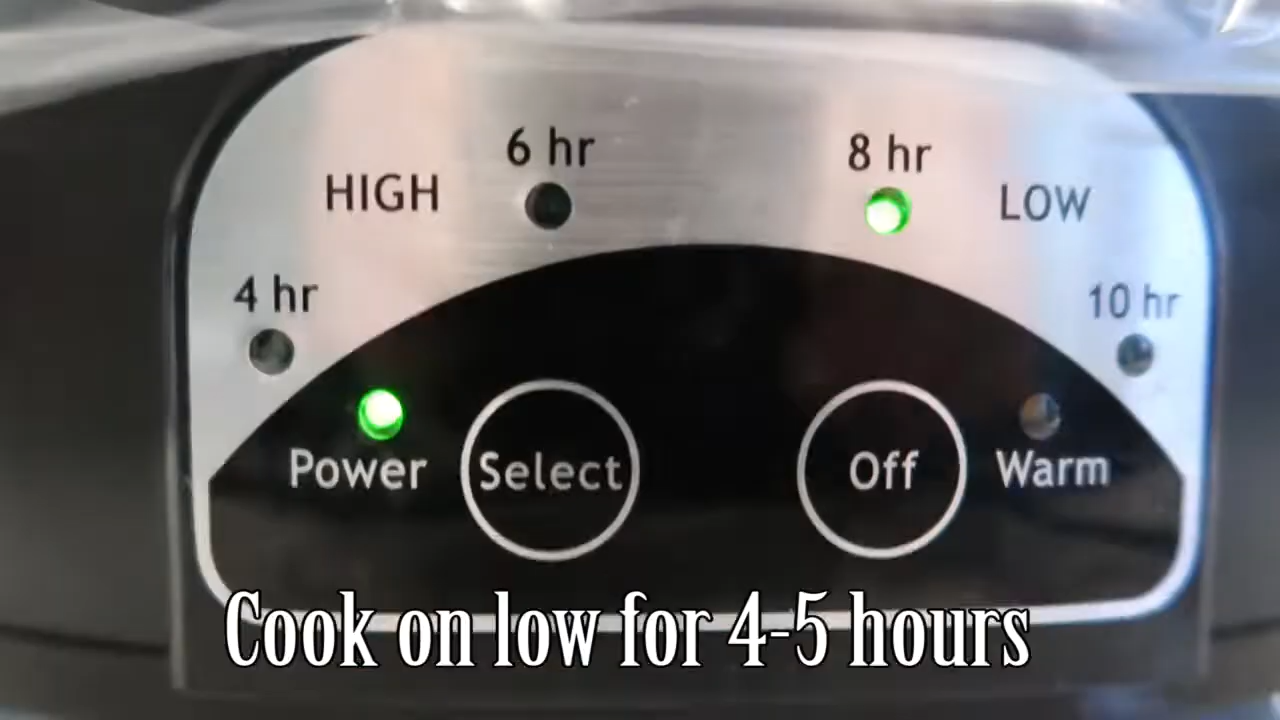 6 hr
8 hr
HIGH
LOW
4 hr
10 hr
Power
Select
Off
Warm
Cook on low for 4-5 hours